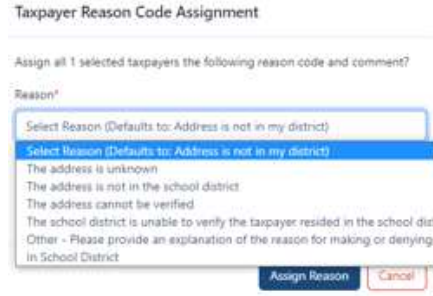 Taxpayer Reason Code Assignment
Assign all 1 selected taxpayers the following reason code and comment?
Reason*
Select Reason (Defaults to: Address is not in my district)
Select Reason (Defaults to: Address is not in my district)
The address is unknown
The address is not in the school district
The address cannot be verified
The school district is unable to verify the taxpayer resided in the school dis
Other - Please provide an explanation of the reason for making or denying
in School District
Assign Reason Cancel